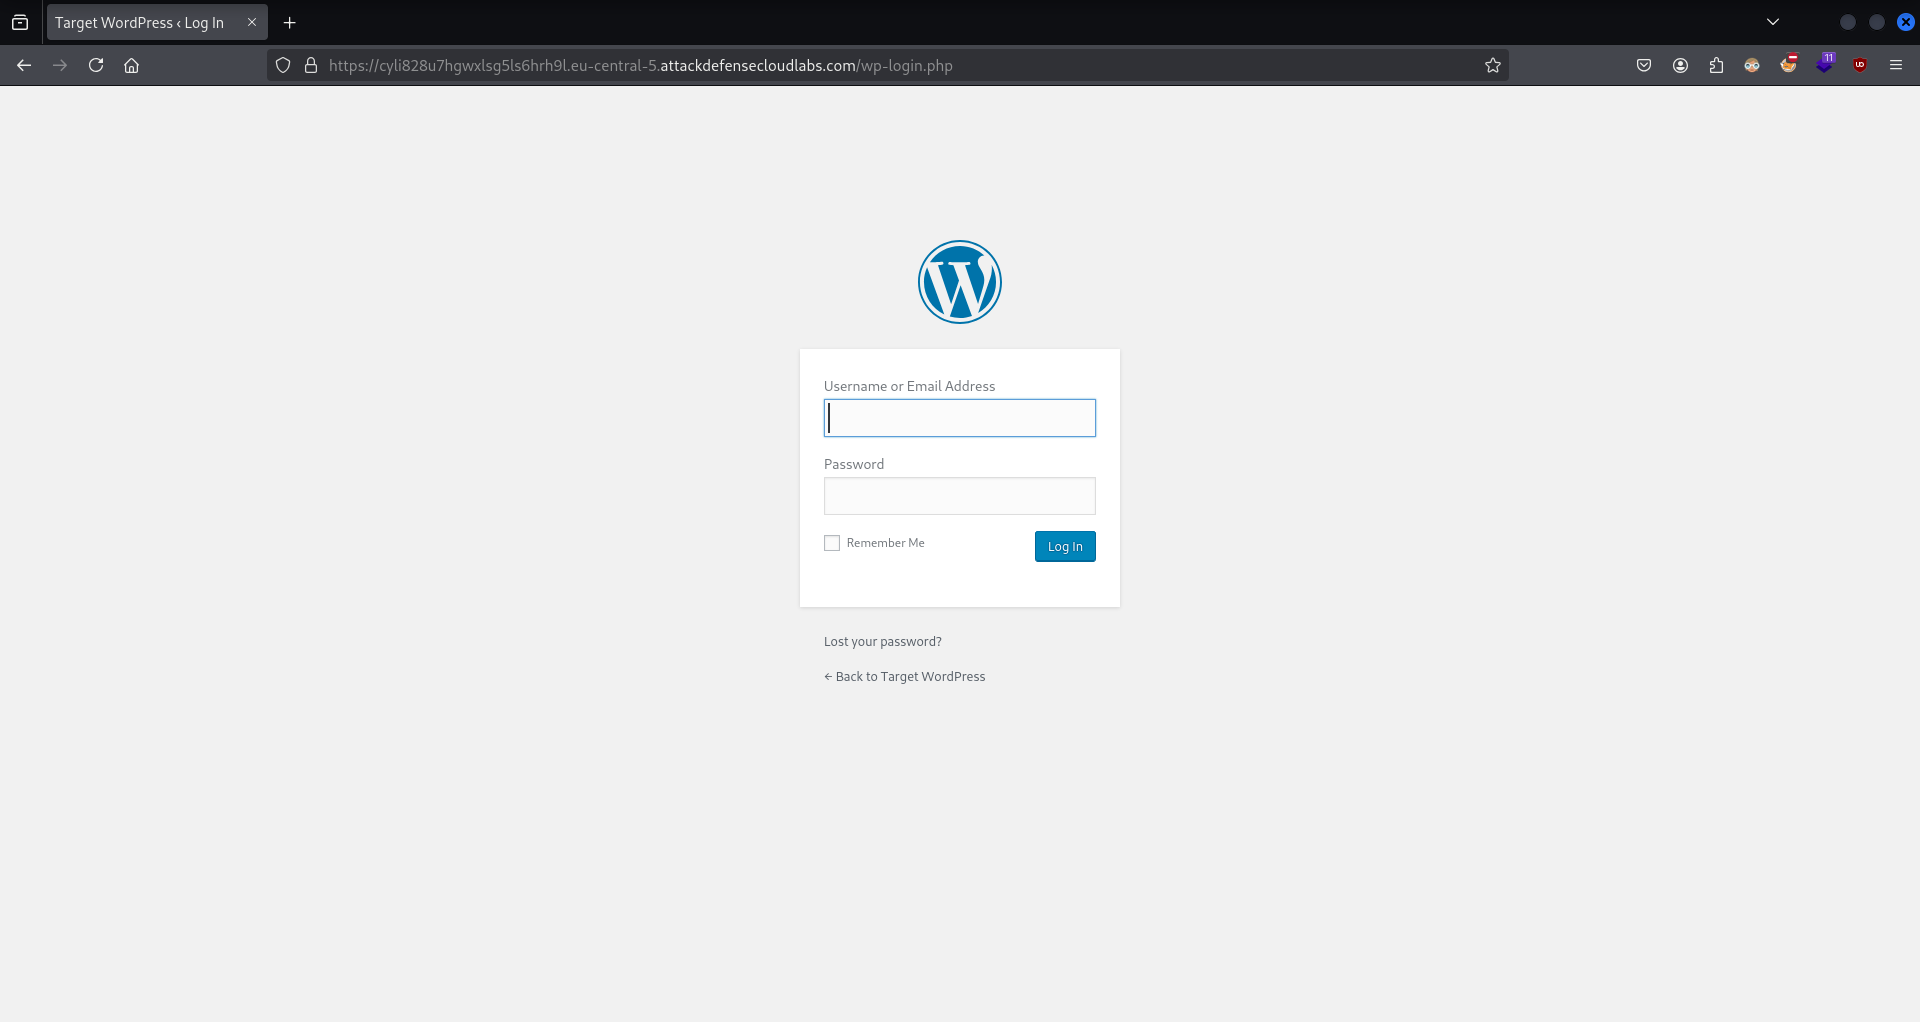 Target WordPress ‹ Log In
https://cyli828u7hgwxlsg5ls6hrh9l.eu-central-5.attackdefensecloudlabs.com/wp-login.php
11
Username or Email Address
Password
Remember Me
Log In
Lost your password?
← Back to Target WordPress